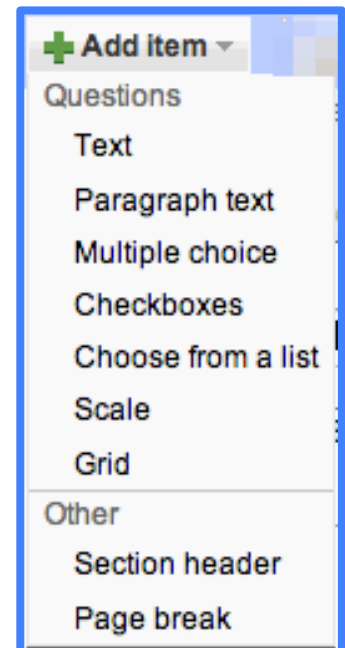 Add item
Questions
Text
Paragraph text
Multiple choice
Checkboxes
Choose from a list
Scale
Grid
Other
Section header
Page break